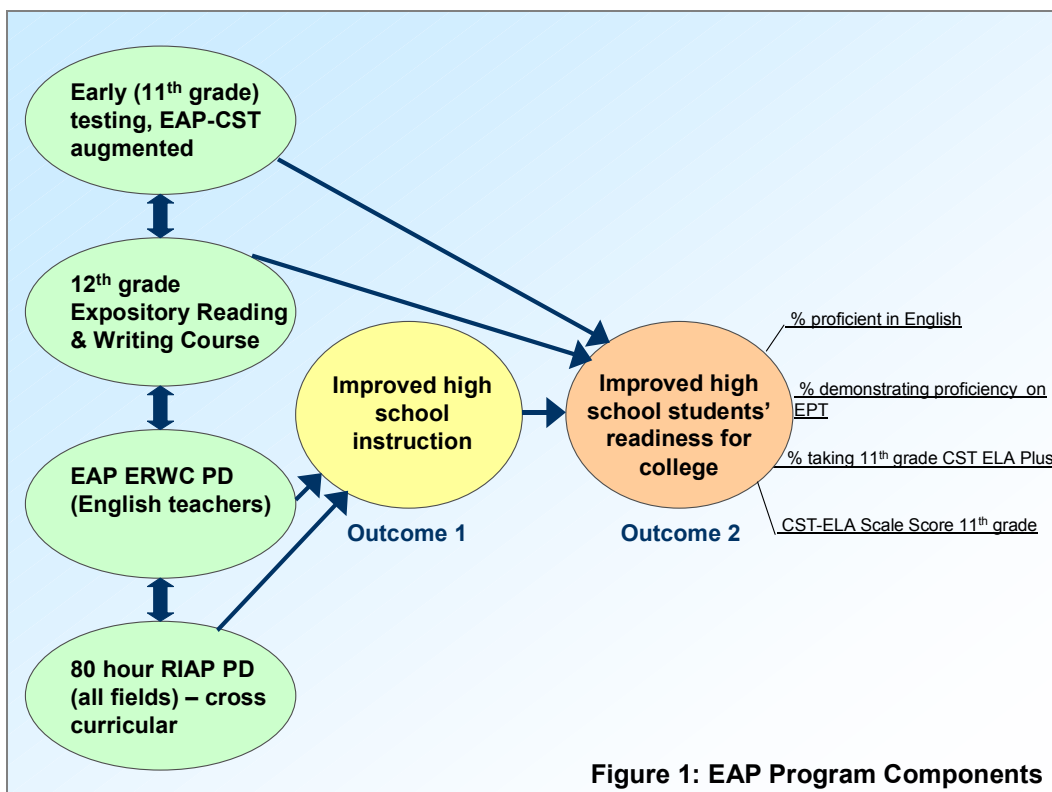 Early (11th grade)
testing, EAP-CST
augmented
12th grade
Expository Reading
& Writing Course
EAP ERWC PD
(English teachers)
80 hour RIAP PD
(all fields) – cross
curricular
Improved high
school
instruction
Outcome 1
Improved high
school students’
readiness for
college
Outcome 2
% proficient in English
% demonstrating proficiency on
EPT
% taking 11th grade CST ELA Plus
CST-ELA Scale Score 11th grade
Figure 1: EAP Program Components